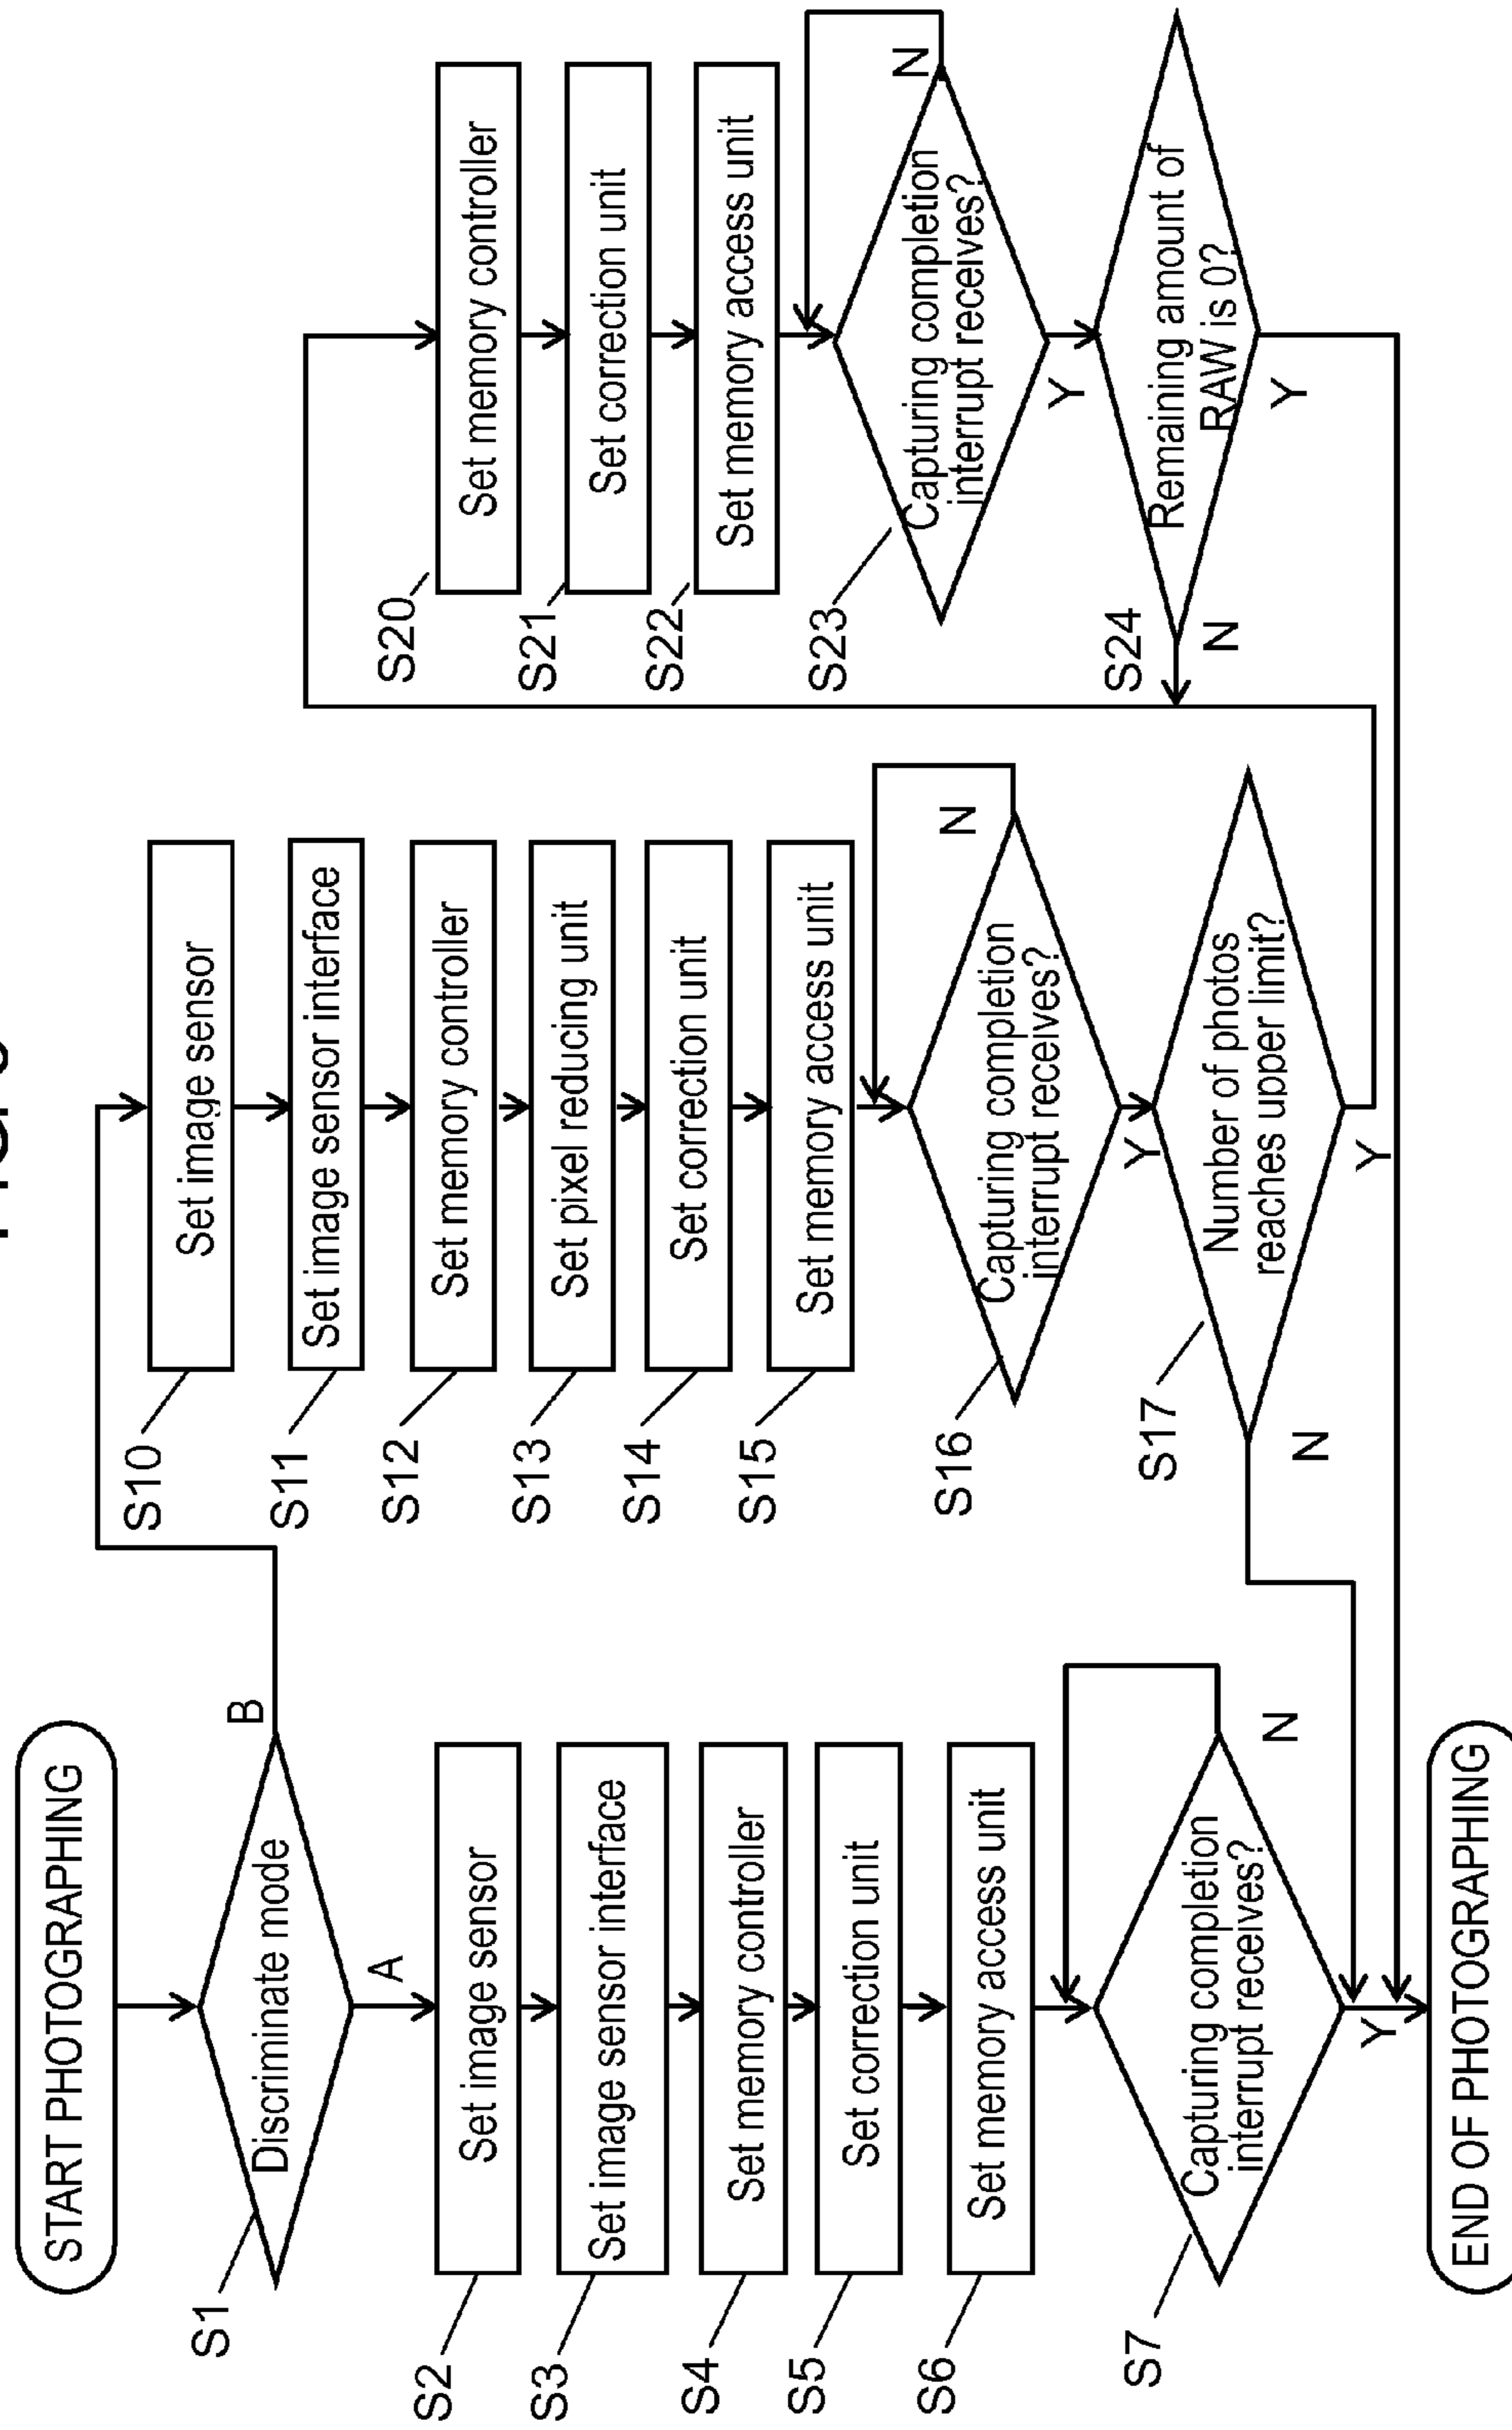 START PHOTOGRAPHING
S1
Discriminate mode
B
A
S2
Set image sensor
S3
Set image sensor interface
S4
Set memory controller
S5
Set correction unit
S6
Set memory access unit
S7
Capturing completion
interrupt receives?
N
Y
END OF PHOTOGRAPHING
S10
Set image sensor
S11
Set image sensor interface
S12
Set memory controller
S13
Set pixel reducing unit
S14
Set correction unit
S15
Set memory access unit
S16
Capturing completion
interrupt receives?
N
Y
S17
Number of photos
reaches upper limit?
N
Y
S20
Set memory controller
S21
Set correction unit
S22
Set memory access unit
S23
Capturing completion
interrupt receives?
N
Y
S24
Remaining amount of
RAW is 0?
N
Y